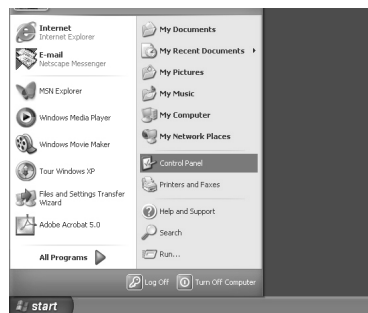 Internet
Internet Explorer
E-mail
Netscape Messenger
MSN Explorer
Windows Media Player
Windows Movie Maker
Tour Windows XP
Files and Settings Transfer
Wizard
Adobe Acrobat 5.0
All Programs
My Documents
My Recent Documents
My Pictures
My Music
My Computer
My Network Places
Control Panel
Printers and Faxes
Help and Support
Search
Run...
Log Off
Turn Off Computer
start